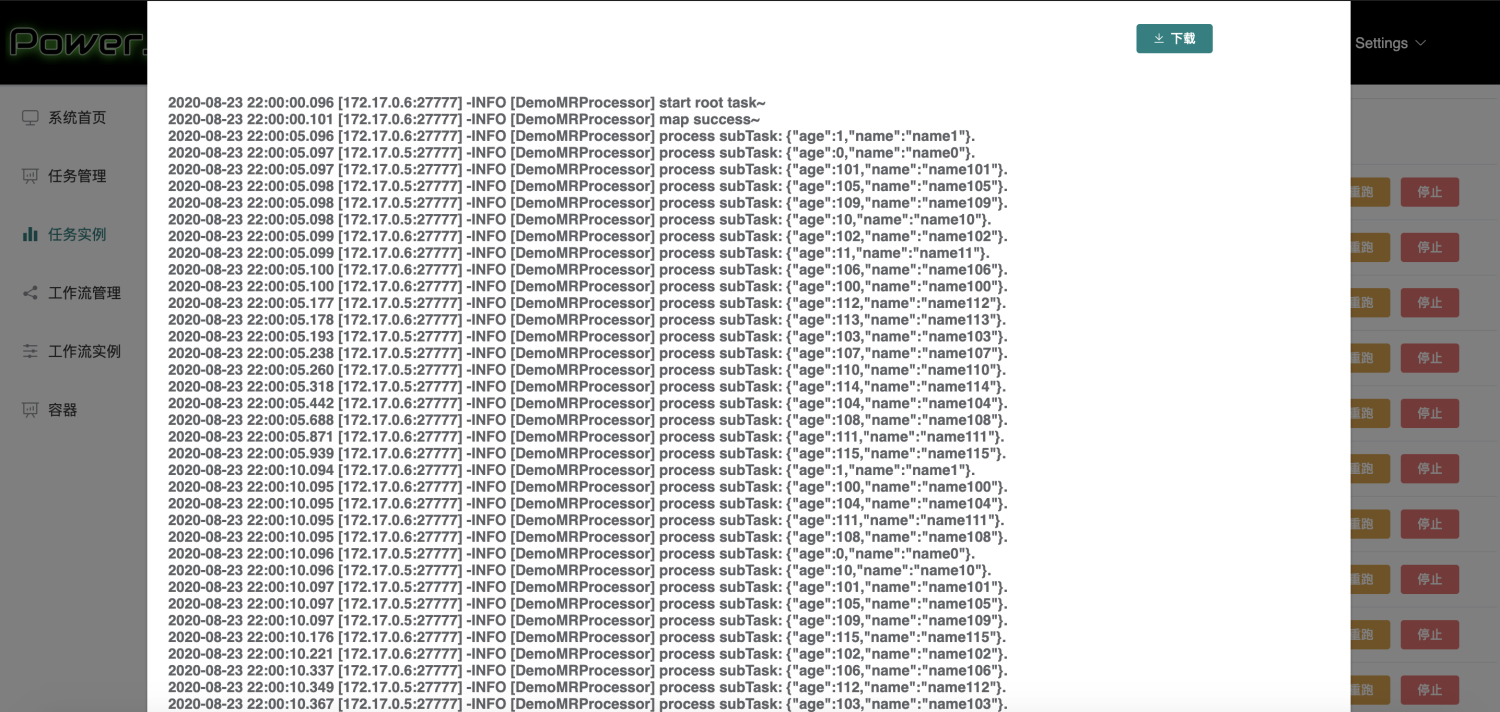 Power.
下载
Settings
系统首页
任务管理
任务实例
工作流管理
工作流实例
容器
2020-08-23 22:00:00.096 [172.17.0.6:27777] -INFO [DemoMRProcessor] start root task~
2020-08-23 22:00:00.101 [172.17.0.6:27777] -INFO [DemoMRProcessor] map success~
2020-08-23 22:00:05.096 [172.17.0.6:27777] -INFO [DemoMRProcessor] process subTask: {"age":1,"name":"name1"}.
2020-08-23 22:00:05.097 [172.17.0.5:27777] -INFO [DemoMRProcessor] process subTask: {"age":0,"name":"name0"}.
2020-08-23 22:00:05.097 [172.17.0.5:27777] -INFO [DemoMRProcessor] process subTask: {"age":101,"name":"name101"}.
2020-08-23 22:00:05.098 [172.17.0.5:27777] -INFO [DemoMRProcessor] process subTask: {"age":105,"name":"name105"}.
2020-08-23 22:00:05.098 [172.17.0.5:27777] -INFO [DemoMRProcessor] process subTask: {"age":109,"name":"name109"}.
2020-08-23 22:00:05.098 [172.17.0.6:27777] -INFO [DemoMRProcessor] process subTask: {"age":10,"name":"name10"}.
2020-08-23 22:00:05.099 [172.17.0.6:27777] -INFO [DemoMRProcessor] process subTask: {"age":102,"name":"name102"}.
2020-08-23 22:00:05.099 [172.17.0.6:27777] -INFO [DemoMRProcessor] process subTask: {"age":11,"name":"name11"}.
2020-08-23 22:00:05.100 [172.17.0.6:27777] -INFO [DemoMRProcessor] process subTask: {"age":106,"name":"name106"}.
2020-08-23 22:00:05.100 [172.17.0.6:27777] -INFO [DemoMRProcessor] process subTask: {"age":100,"name":"name100"}.
2020-08-23 22:00:05.177 [172.17.0.5:27777] -INFO [DemoMRProcessor] process subTask: {"age":112,"name":"name112"}.
2020-08-23 22:00:05.178 [172.17.0.6:27777] -INFO [DemoMRProcessor] process subTask: {"age":113,"name":"name113"}.
2020-08-23 22:00:05.193 [172.17.0.5:27777] -INFO [DemoMRProcessor] process subTask: {"age":103,"name":"name103"}.
2020-08-23 22:00:05.238 [172.17.0.5:27777] -INFO [DemoMRProcessor] process subTask: {"age":107,"name":"name107"}.
2020-08-23 22:00:05.260 [172.17.0.5:27777] -INFO [DemoMRProcessor] process subTask: {"age":110,"name":"name110"}.
2020-08-23 22:00:05.318 [172.17.0.5:27777] -INFO [DemoMRProcessor] process subTask: {"age":114,"name":"name114"}.
2020-08-23 22:00:05.442 [172.17.0.6:27777] -INFO [DemoMRProcessor] process subTask: {"age":104,"name":"name104"}.
2020-08-23 22:00:05.688 [172.17.0.6:27777] -INFO [DemoMRProcessor] process subTask: {"age":108,"name":"name108"}.
2020-08-23 22:00:05.871 [172.17.0.6:27777] -INFO [DemoMRProcessor] process subTask: {"age":111,"name":"name111"}.
2020-08-23 22:00:05.939 [172.17.0.6:27777] -INFO [DemoMRProcessor] process subTask: {"age":115,"name":"name115"}.
2020-08-23 22:00:10.094 [172.17.0.6:27777] -INFO [DemoMRProcessor] process subTask: {"age":1,"name":"name1"}.
2020-08-23 22:00:10.095 [172.17.0.6:27777] -INFO [DemoMRProcessor] process subTask: {"age":100,"name":"name100"}.
2020-08-23 22:00:10.095 [172.17.0.6:27777] -INFO [DemoMRProcessor] process subTask: {"age":104,"name":"name104"}.
2020-08-23 22:00:10.095 [172.17.0.6:27777] -INFO [DemoMRProcessor] process subTask: {"age":111,"name":"name111"}.
2020-08-23 22:00:10.095 [172.17.0.6:27777] -INFO [DemoMRProcessor] process subTask: {"age":108,"name":"name108"}.
2020-08-23 22:00:10.096 [172.17.0.5:27777] -INFO [DemoMRProcessor] process subTask: {"age":0,"name":"name0"}.
2020-08-23 22:00:10.096 [172.17.0.5:27777] -INFO [DemoMRProcessor] process subTask: {"age":10,"name":"name10"}.
2020-08-23 22:00:10.097 [172.17.0.5:27777] -INFO [DemoMRProcessor] process subTask: {"age":101,"name":"name101"}.
2020-08-23 22:00:10.097 [172.17.0.5:27777] -INFO [DemoMRProcessor] process subTask: {"age":105,"name":"name105"}.
2020-08-23 22:00:10.097 [172.17.0.5:27777] -INFO [DemoMRProcessor] process subTask: {"age":109,"name":"name109"}.
2020-08-23 22:00:10.176 [172.17.0.6:27777] -INFO [DemoMRProcessor] process subTask: {"age":115,"name":"name115"}.
2020-08-23 22:00:10.221 [172.17.0.6:27777] -INFO [DemoMRProcessor] process subTask: {"age":102,"name":"name102"}.
2020-08-23 22:00:10.337 [172.17.0.6:27777] -INFO [DemoMRProcessor] process subTask: {"age":106,"name":"name106"}.
2020-08-23 22:00:10.349 [172.17.0.5:27777] -INFO [DemoMRProcessor] process subTask: {"age":112,"name":"name112"}.
2020-08-23 22:00:10.367 [172.17.0.5:27777] -INFO [DemoMRProcessor] process subTask: {"age":103,"name":"name103"}.
重跑 停止
重跑 停止
重跑 停止
重跑 停止
重跑 停止
重跑 停止
重跑 停止
重跑 停止
重跑 停止
重跑 停止